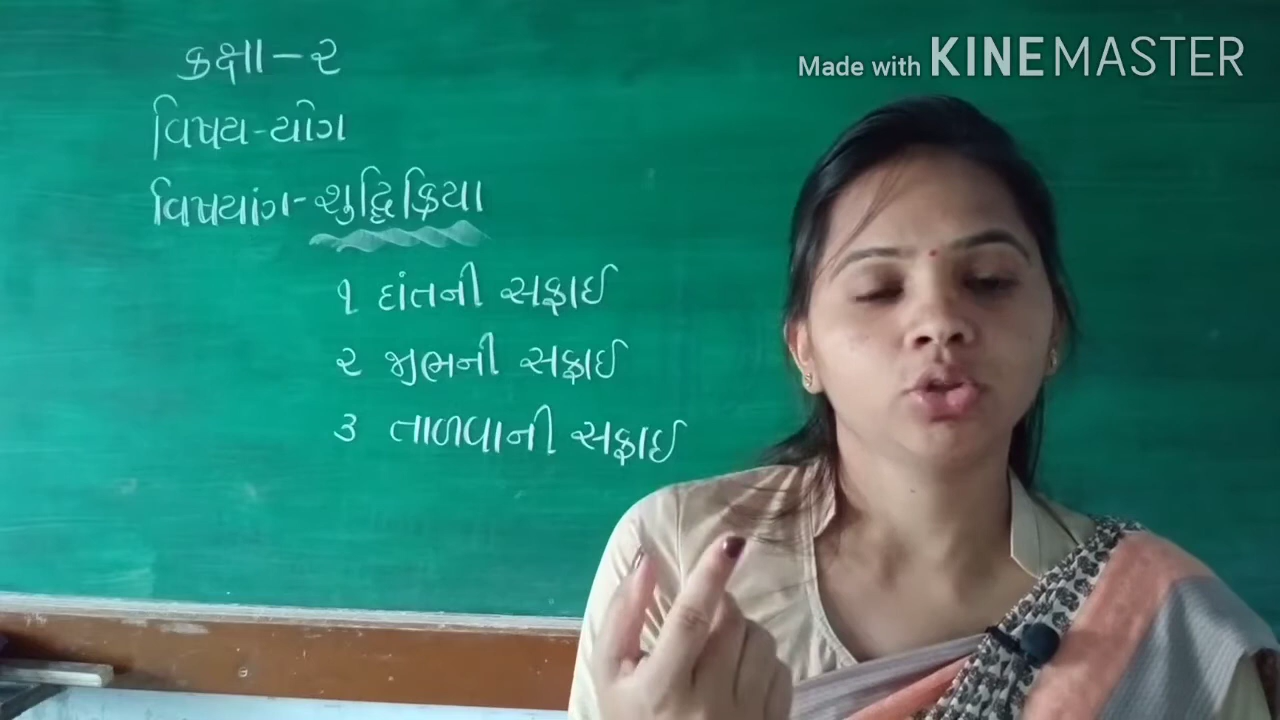 કક્ષા - ૨
Made with KINEMASTER
વિષય - યોગ
વિષયાંગ - શુદ્ધિ ક્રિયા
૧ દાંતની સફાઈ
૨ જીભની સફાઈ
૩ તાળવાની સફાઈ